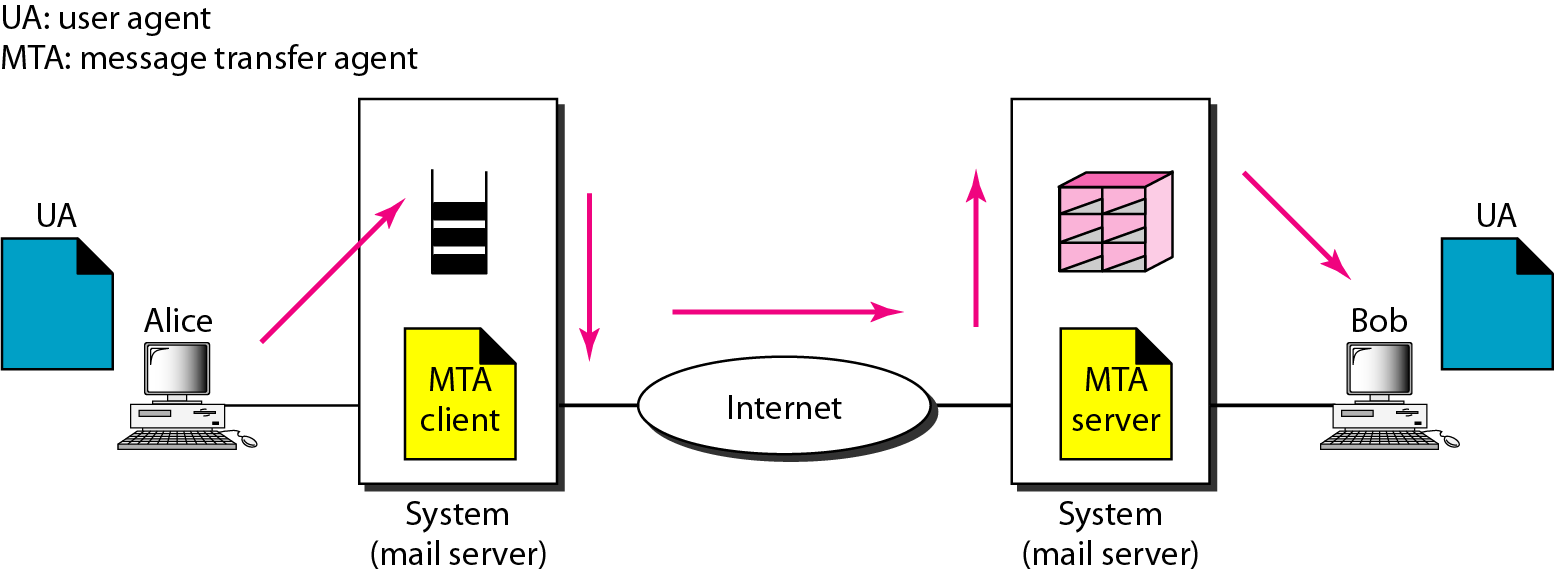 UA: user agent
MTA: message transfer agent
UA
Alice
MTA
client
System
(mail server)
Internet
MTA
server
System
(mail server)
Bob
UA